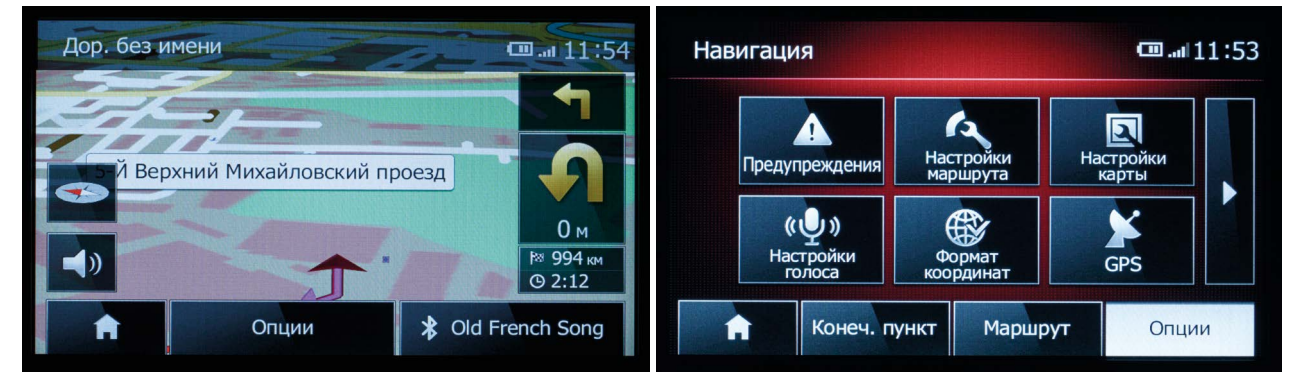 Дор. без имени
11:54
5-Й Верхний Михайловский проезд
0 м
994 км
2:12
Опции
Old French Song
Навигация
11:53
Предупреждения
Настройки
маршрута
Настройки
карты
Настройки
голоса
Формат
координат
GPS
Конеч. пункт
Маршрут
Опции